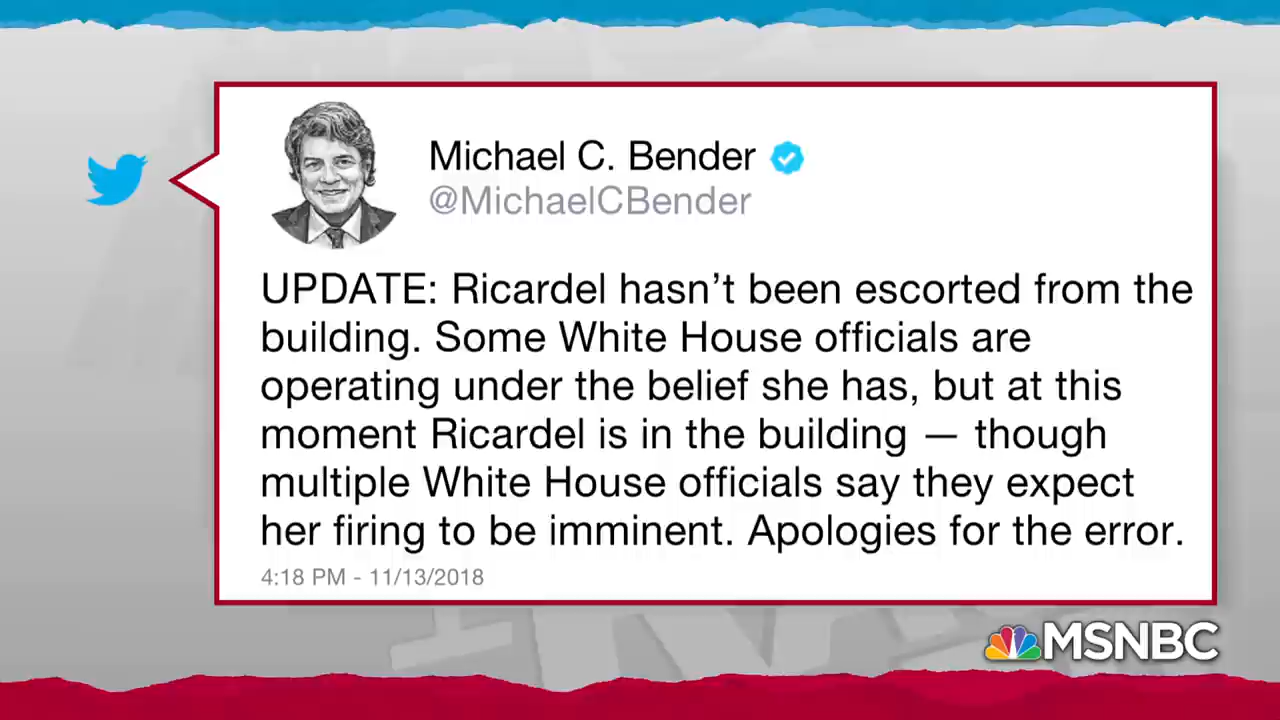 Michael C. Bender
@MichaelCBender
UPDATE: Ricardel hasn’t been escorted from the
building. Some White House officials are
operating under the belief she has, but at this
moment Ricardel is in the building — though
multiple White House officials say they expect
her firing to be imminent. Apologies for the error.
4:18 PM - 11/13/2018
MSNBC